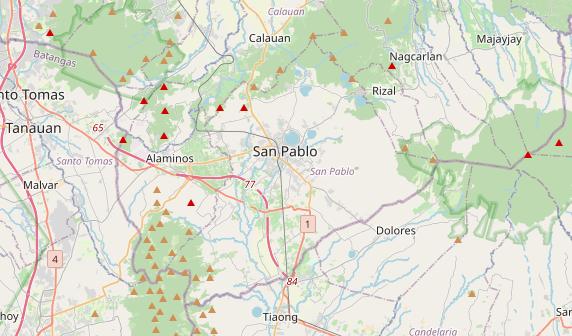 Calauan
Calauan
Majayjay
Batangas
Nagcarlan
Rizal
nto Tomas
65
Tanauan
San Pablo
Santo Tomas
Alaminos
San Pablo
77
Malvar
1
Dolores
4
84
hoy
Tiaong
Sar
Candelaria